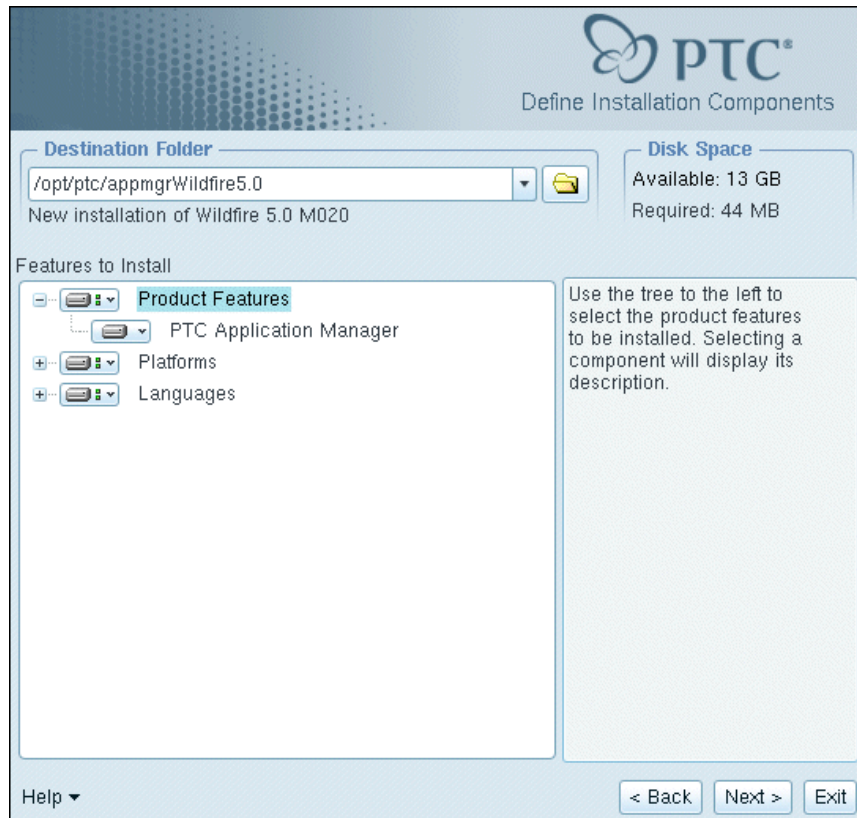 PTC®
Define Installation Components
Destination Folder
/opt/ptc/appmgrWildfire5.0
New installation of Wildfire 5.0 M020
Disk Space
Available: 13 GB
Required: 44 MB
Features to Install
Product Features
PTC Application Manager
Platforms
Languages
Use the tree to the left to
select the product features
to be installed. Selecting a
component will display its
description.
Help
< Back
Next >
Exit